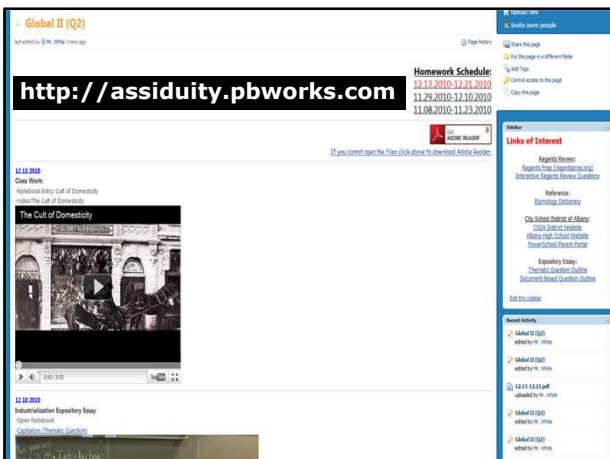 Global II (Q2)
last edited by Mr. White 3 mins ago
Page history
Homework Schedule:
http://assiduity.pbworks.com
12.13.2010-12.21.2010
11.29.2010-12.10.2010
11.08.2010-11.23.2010
Get
ADOBE® READER®
If you cannot open the files click above to download Adobe Reader.
12.13.2010
Class Work:
-Notebook Entry: Cult of Domesticity
-Video: The Cult of Domesticity
The Cult of Domesticity
0:00 / 3:03
YouTube
12.10.2010
Industrialization Expository Essay
-Open Notebook
-Capitalism (Thematic Question)
Introduction
Upload files
Invite more people
Share this page
Put this page in a different folder
Add Tags
Control access to this page
Copy this page
SideBar
Links of Interest
Regents Review:
Regents Prep (regentsprep.org)
Interactive Regents Review Questions
Reference:
Etymology Dictionary
City School District of Albany:
CSDA District Website
Albany High School Website
PowerSchool Parent Portal
Expository Essay:
Thematic Question Outline
Document-Based Question Outline
Edit the sidebar
Recent Activity
Global II (Q2)
edited by Mr. White
Global II (Q2)
edited by Mr. White
12.13-12.21.pdf
uploaded by Mr. White
Global II (Q2)
edited by Mr. White
Global II (Q2)
edited by Mr. White